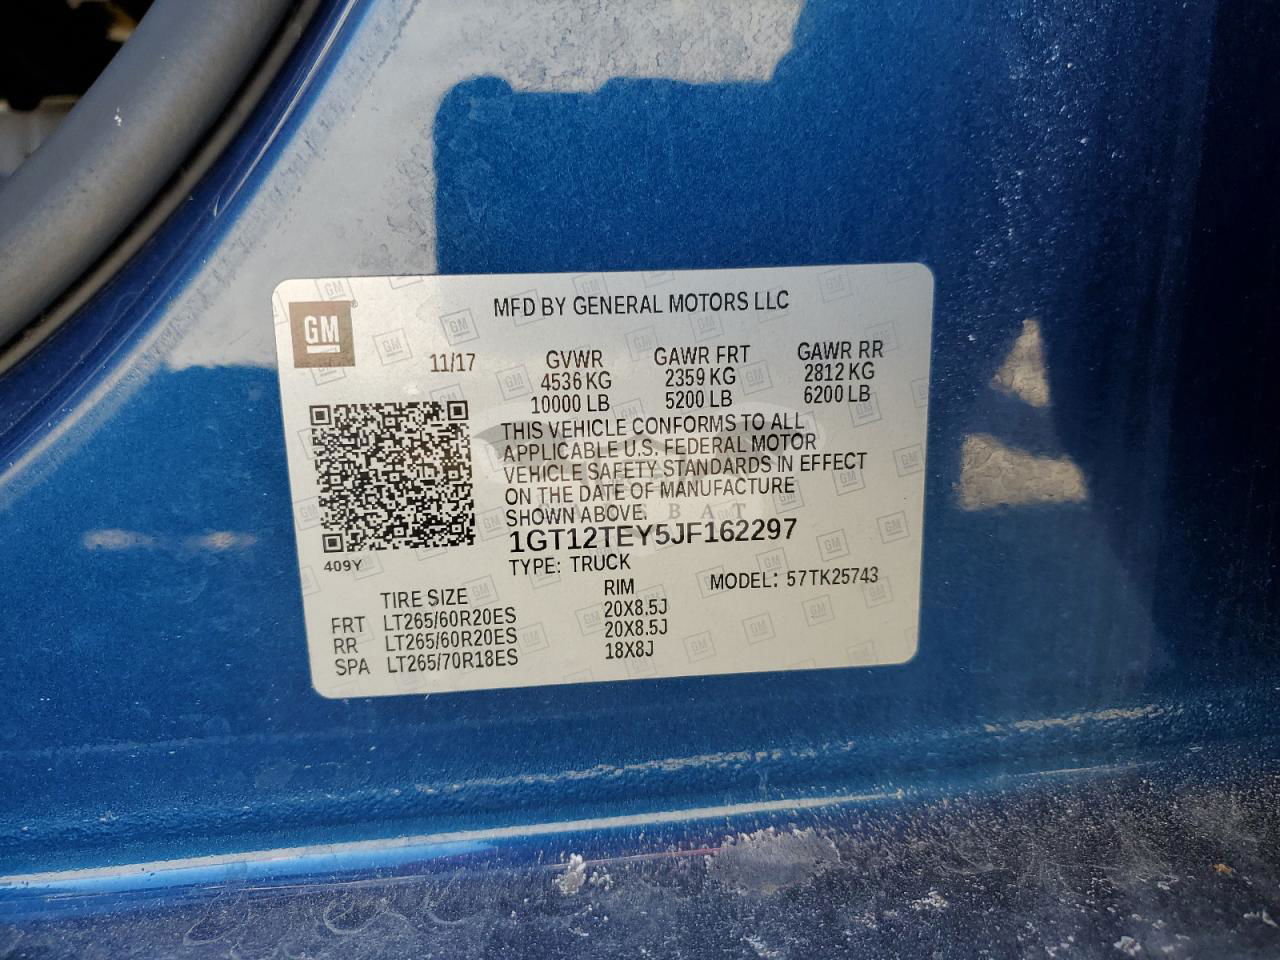 GM
MFD BY GENERAL MOTORS LLC
11/17 GVWR GAWR FRT GAWR RR
4536 KG 2359 KG 2812 KG
10000 LB 5200 LB 6200 LB
THIS VEHICLE CONFORMS TO ALL
APPLICABLE U.S. FEDERAL MOTOR
VEHICLE SAFETY STANDARDS IN EFFECT
ON THE DATE OF MANUFACTURE
SHOWN ABOVE.
1GT12TEY5JF162297
409Y TYPE: TRUCK MODEL: 57TK25743
TIRE SIZE RIM
FRT LT265/60R20ES 20X8.5J
RR LT265/60R20ES 20X8.5J
SPA LT265/70R18ES 18X8J